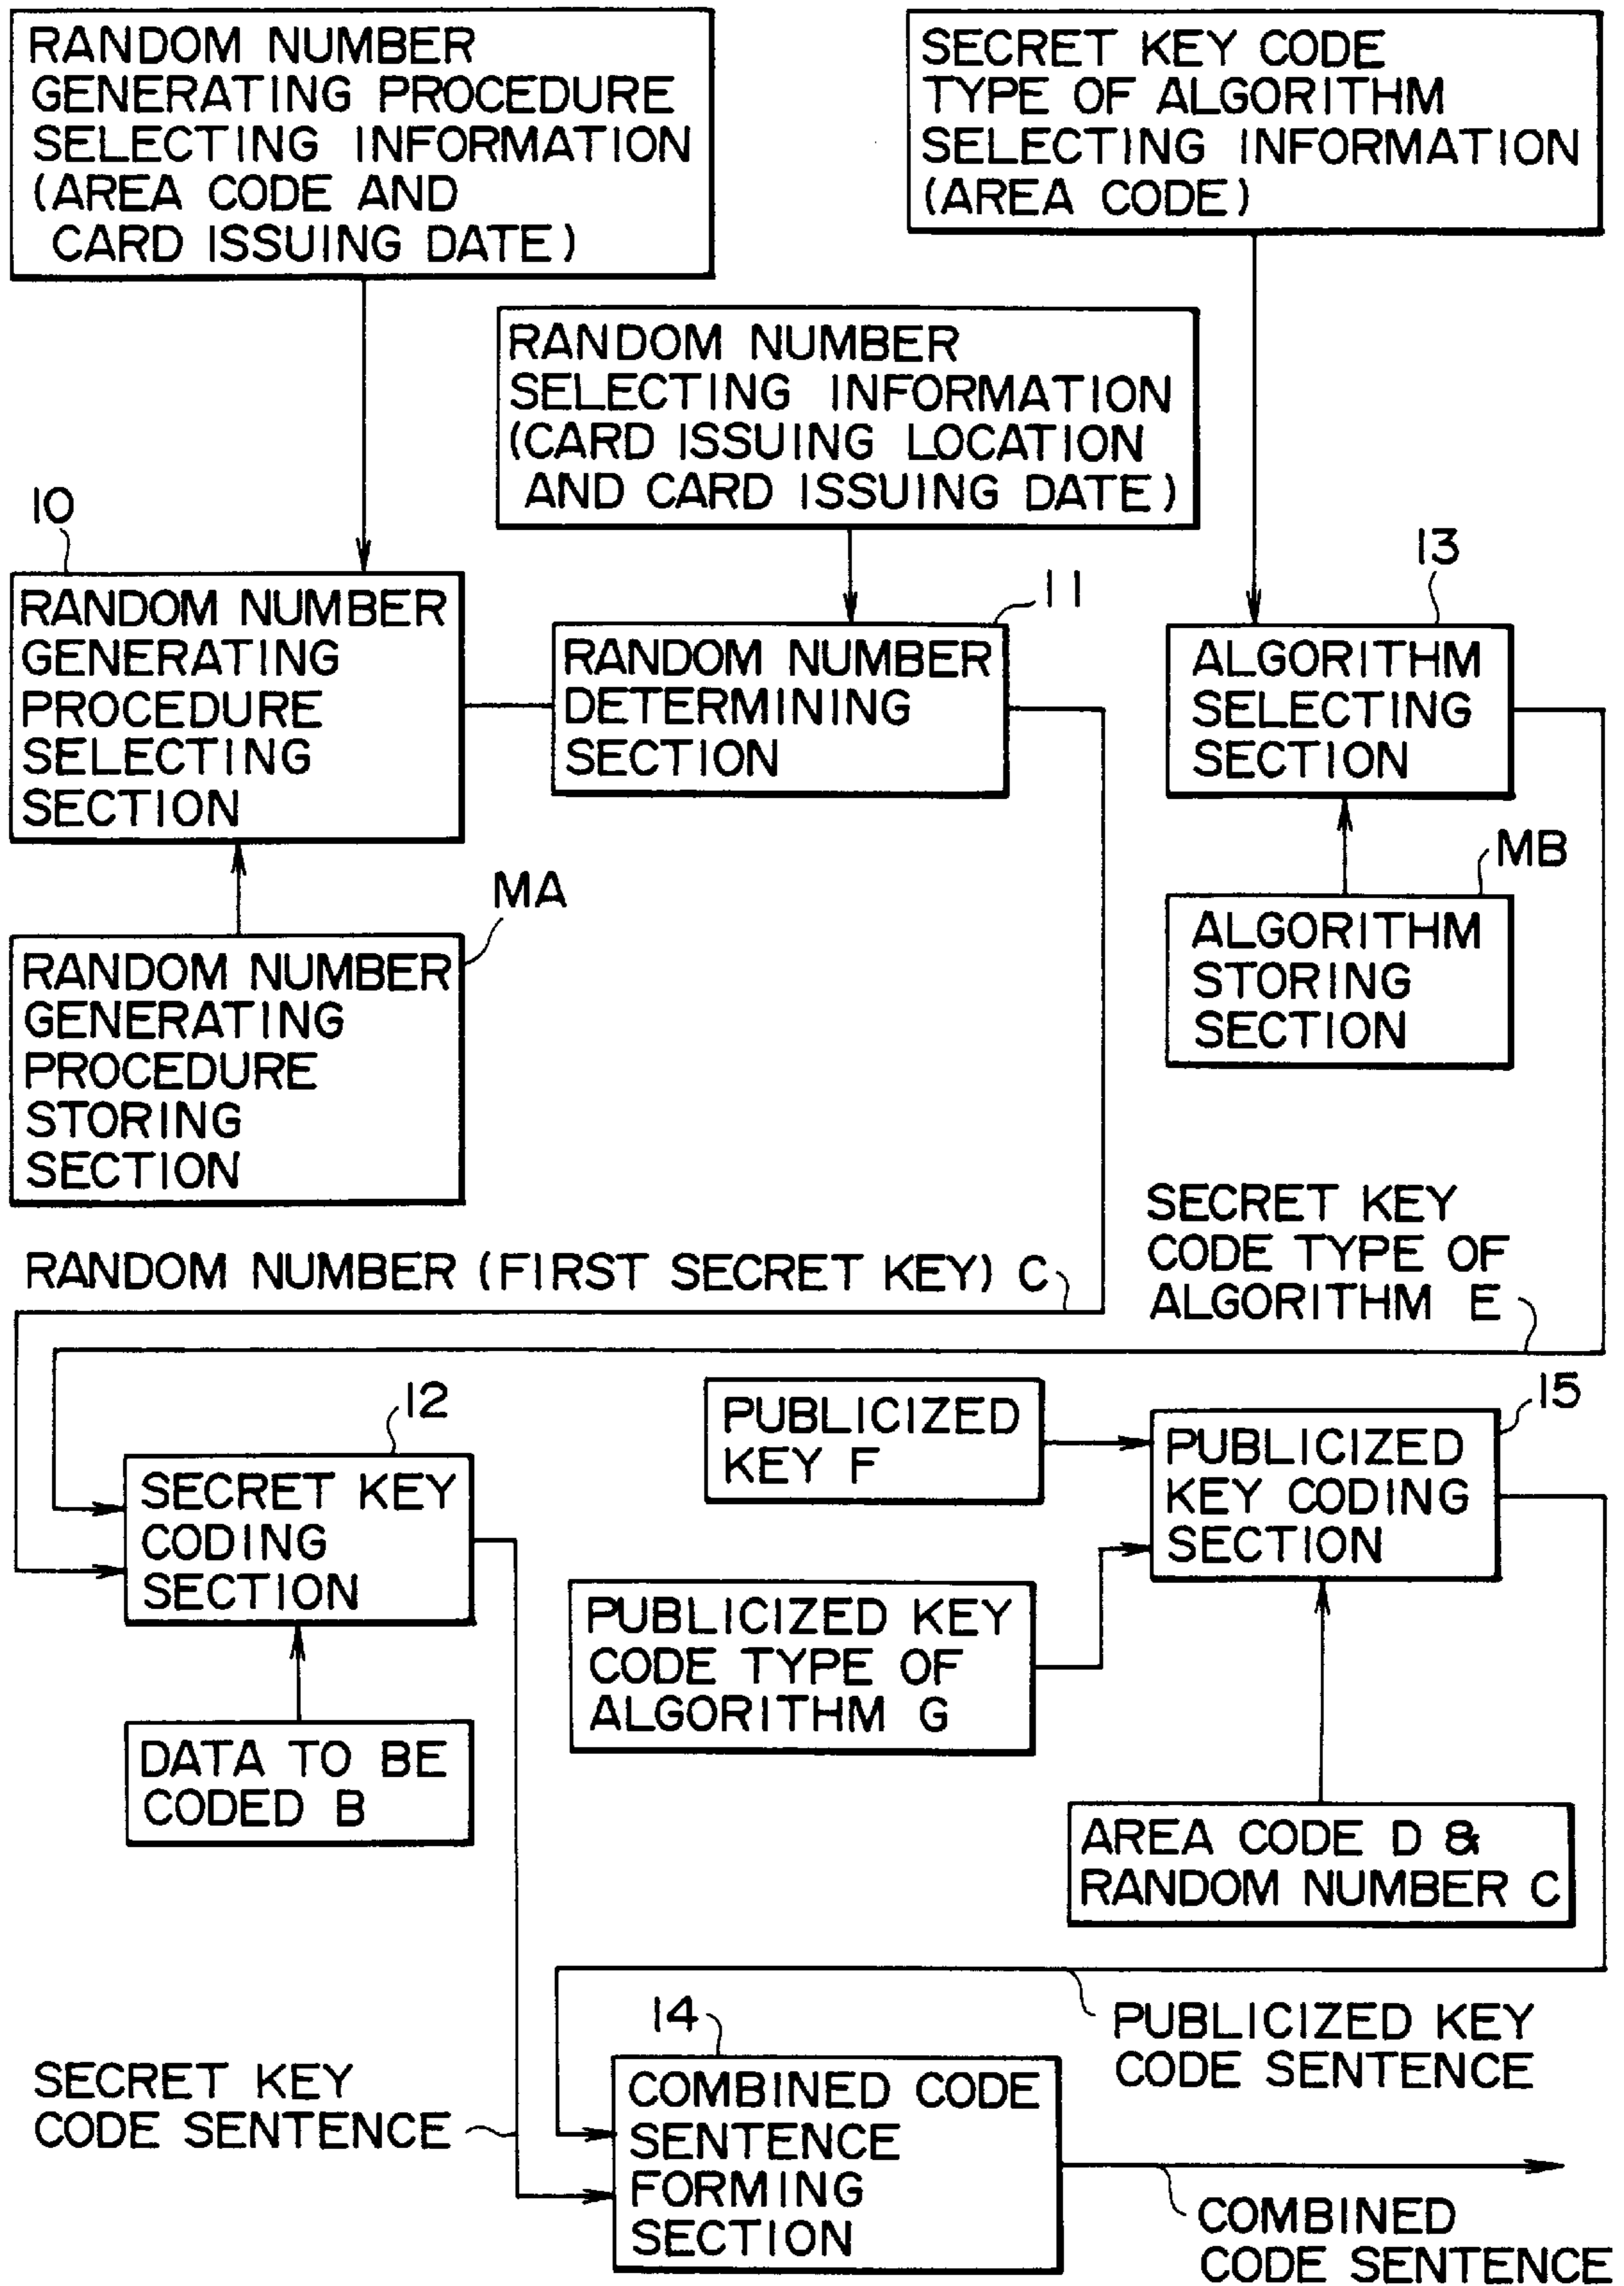 RANDOM NUMBER
GENERATING PROCEDURE
SELECTING INFORMATION
(AREA CODE AND
CARD ISSUING DATE)
SECRET KEY CODE
TYPE OF ALGORITHM
SELECTING INFORMATION
(AREA CODE)
RANDOM NUMBER
SELECTING INFORMATION
(CARD ISSUING LOCATION
AND CARD ISSUING DATE)
10
RANDOM NUMBER
GENERATING
PROCEDURE
SELECTING
SECTION
11
RANDOM NUMBER
DETERMINING
SECTION
13
ALGORITHM
SELECTING
SECTION
MA
RANDOM NUMBER
GENERATING
PROCEDURE
STORING
SECTION
MB
ALGORITHM
STORING
SECTION
RANDOM NUMBER (FIRST SECRET KEY) C
SECRET KEY
CODE TYPE OF
ALGORITHM E
12
SECRET KEY
CODING
SECTION
PUBLICIZED
KEY F
15
PUBLICIZED
KEY CODING
SECTION
PUBLICIZED KEY
CODE TYPE OF
ALGORITHM G
DATA TO BE
CODED B
AREA CODE D &
RANDOM NUMBER C
PUBLICIZED KEY
CODE SENTENCE
SECRET KEY
CODE SENTENCE
14
COMBINED CODE
SENTENCE
FORMING
SECTION
COMBINED
CODE SENTENCE